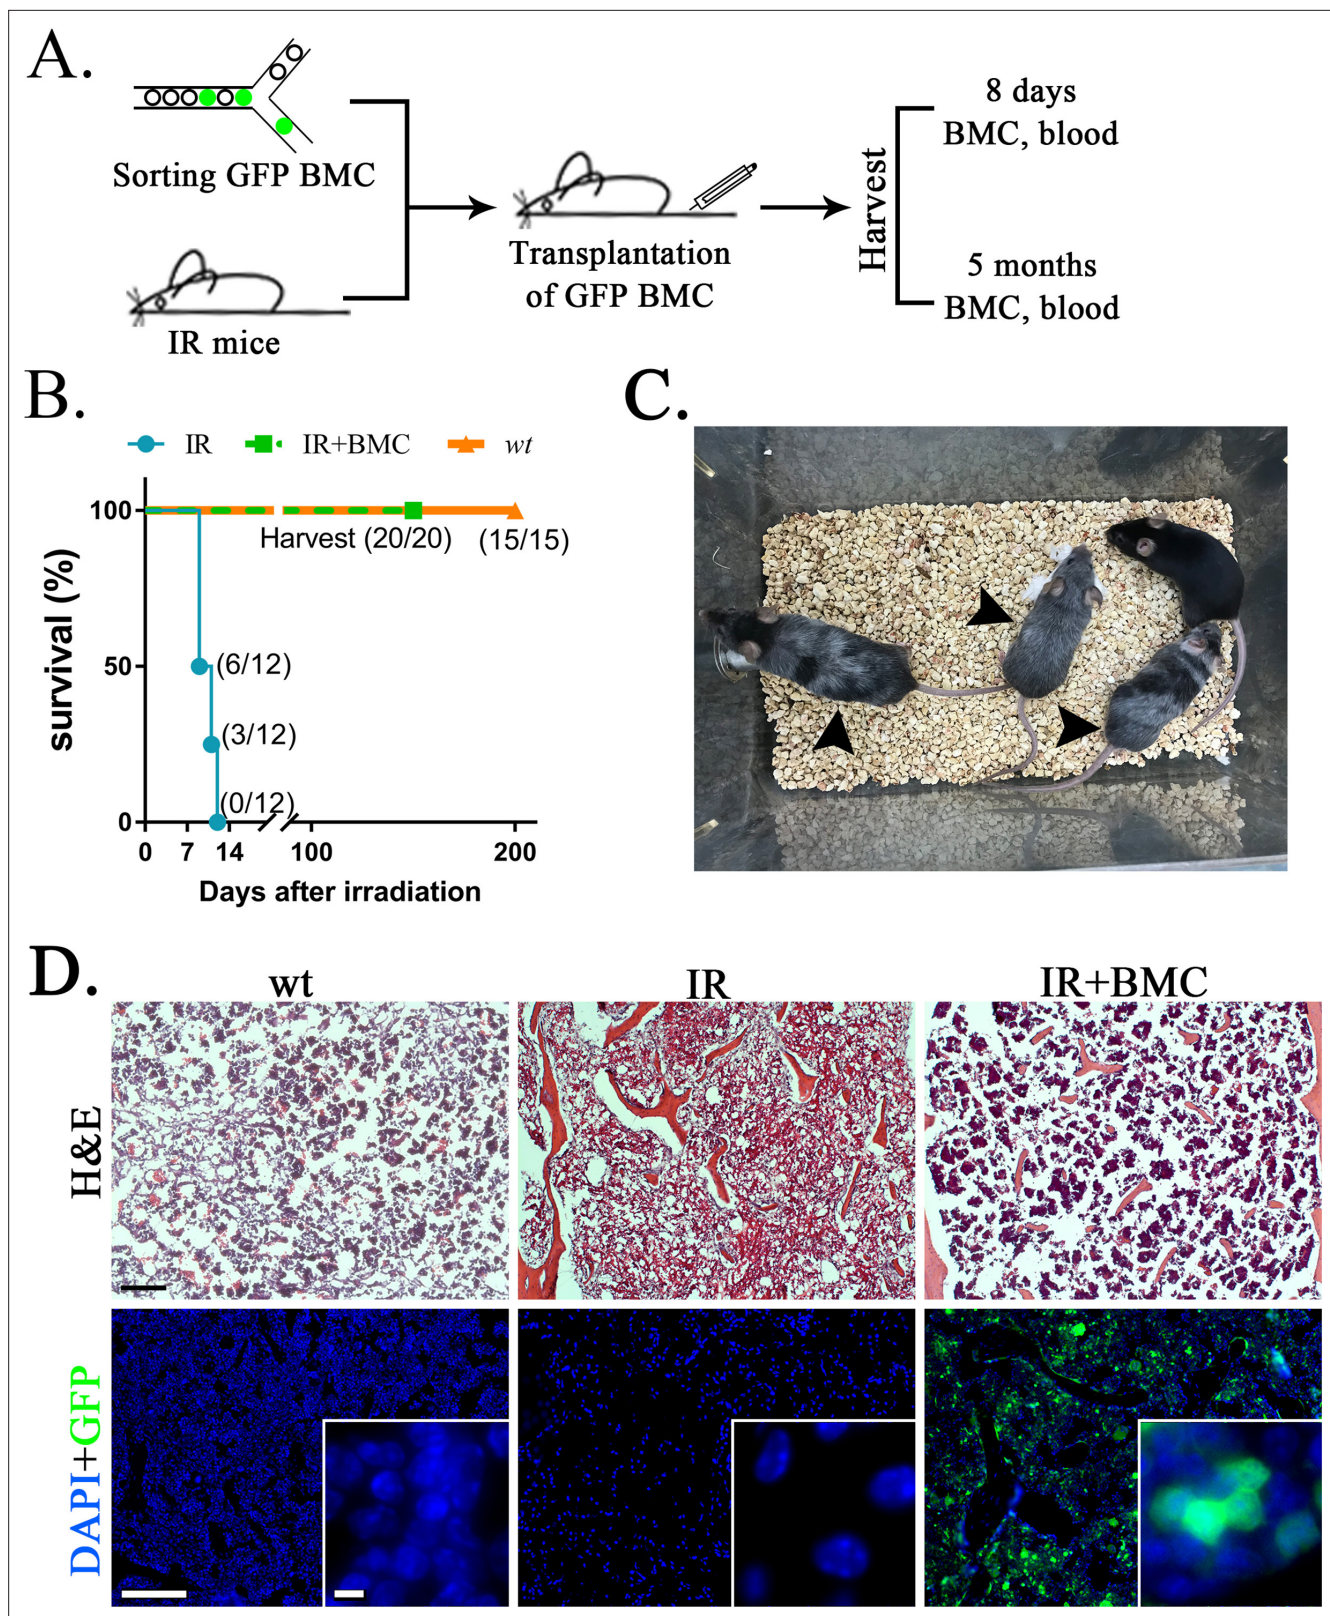 A.
Sorting GFP BMC
IR mice
Transplantation
of GFP BMC
Harvest
8 days
BMC, blood
5 months
BMC, blood
B.
IR
IR+BMC
wt
survival (%)
100
50
0
Harvest (20/20)
(15/15)
(6/12)
(3/12)
(0/12)
0 7 14 100 200
Days after irradiation
C.
D.
wt
IR
IR+BMC
H&E
DAPI+GFP